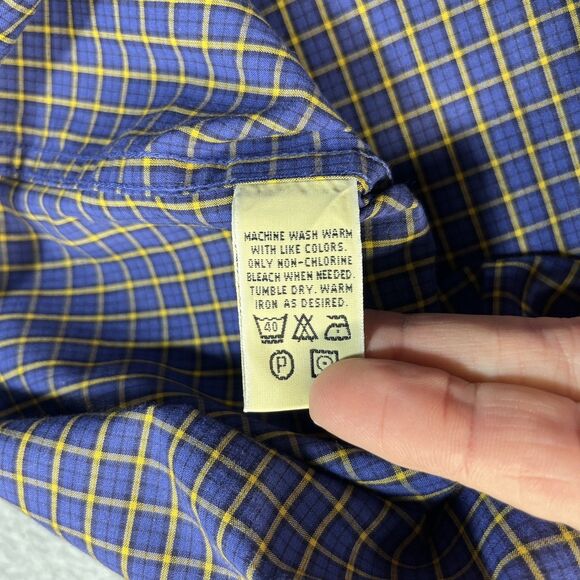 MACHINE WASH WARM
WITH LIKE COLORS.
ONLY NON-CHLORINE
BLEACH WHEN NEEDED.
TUMBLE DRY. WARM
IRON AS DESIRED.
40
P